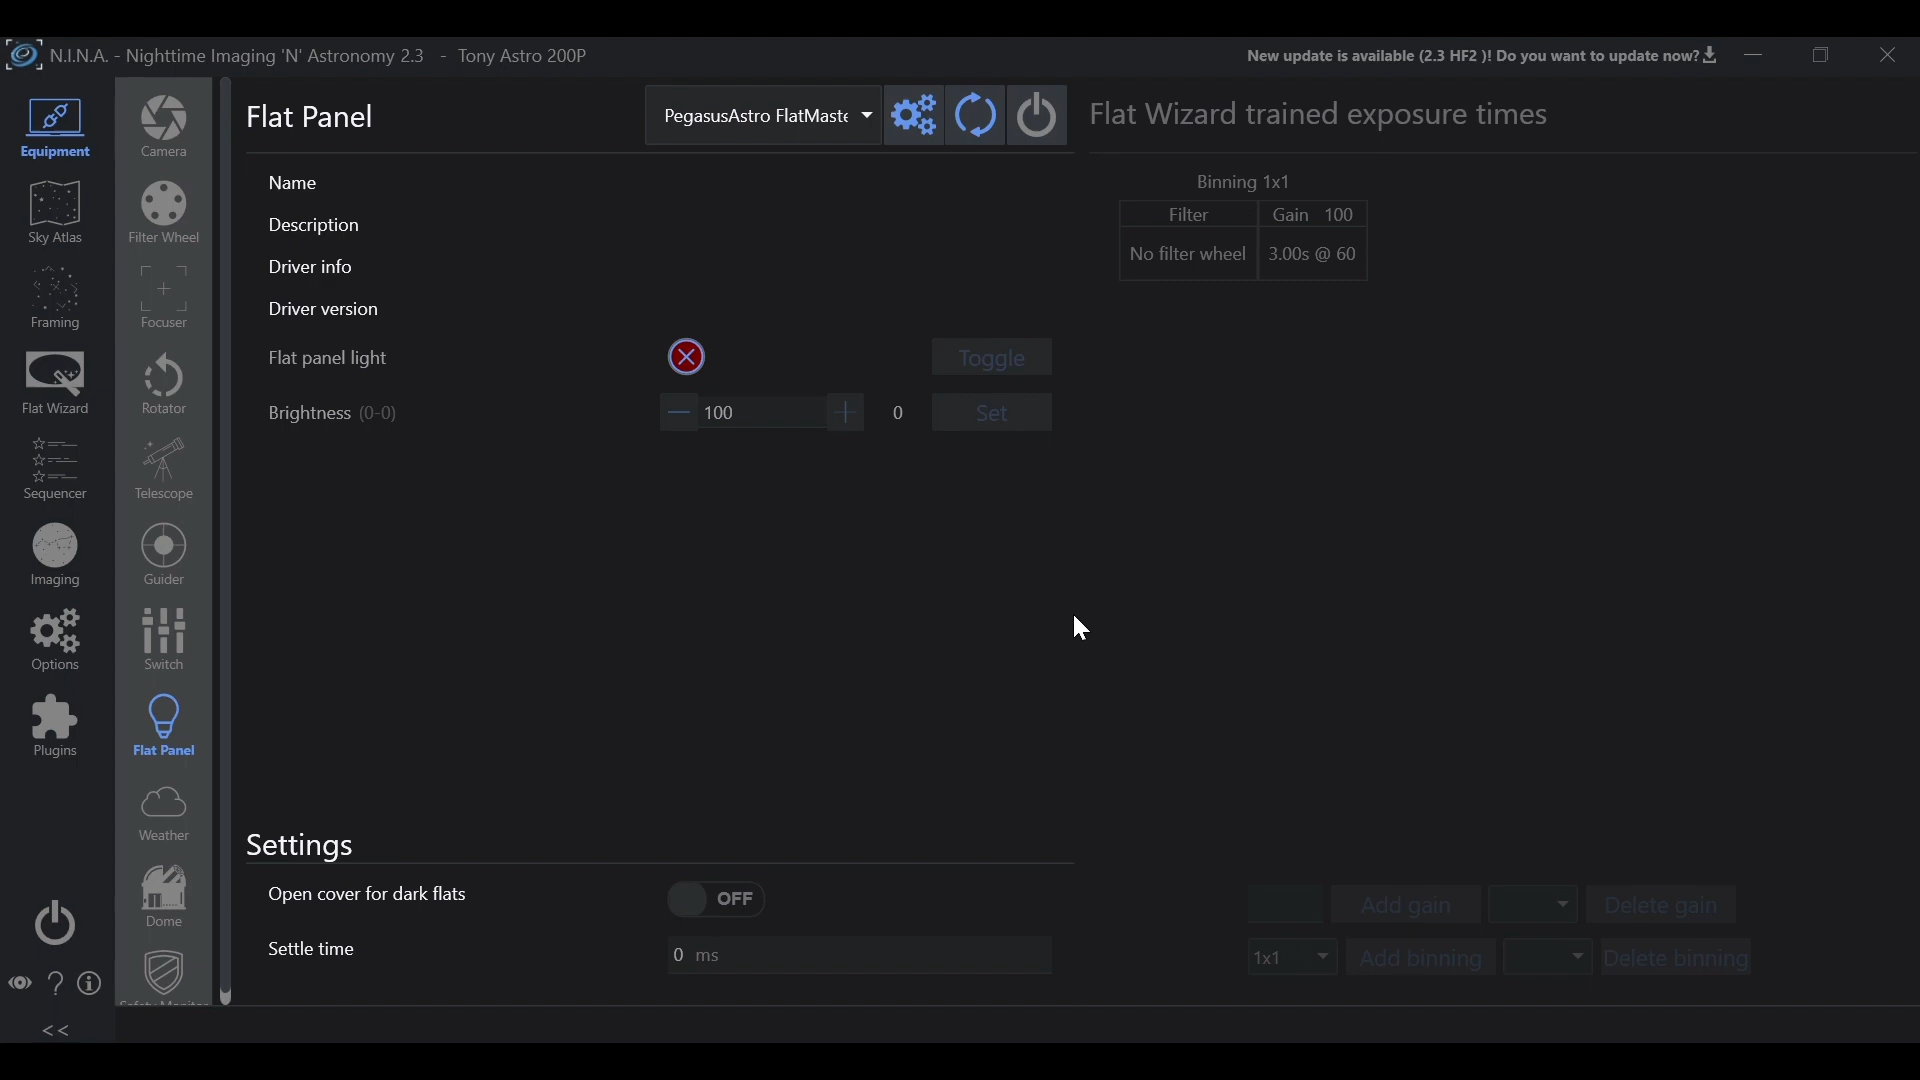 N.I.N.A. - Nighttime Imaging 'N' Astronomy 2.3 - Tony Astro 200P
New update is available (2.3 HF2 )! Do you want to update now?
Equipment
Sky Atlas
Framing
Flat Wizard
Sequencer
Imaging
Options
Plugins
<<
Camera
Filter Wheel
Focuser
Rotator
Telescope
Guider
Switch
Flat Panel
Weather
Dome
Safety Monitor
Flat Panel
PegasusAstro FlatMaste
Name
Description
Driver info
Driver version
Flat panel light Toggle
Brightness (0-0) 100 0 Set
Settings
Open cover for dark flats OFF
Settle time 0 ms
Flat Wizard trained exposure times
Binning 1x1
Filter Gain 100
No filter wheel 3.00s @ 60
Add gain Delete gain
1x1 Add binning Delete binning